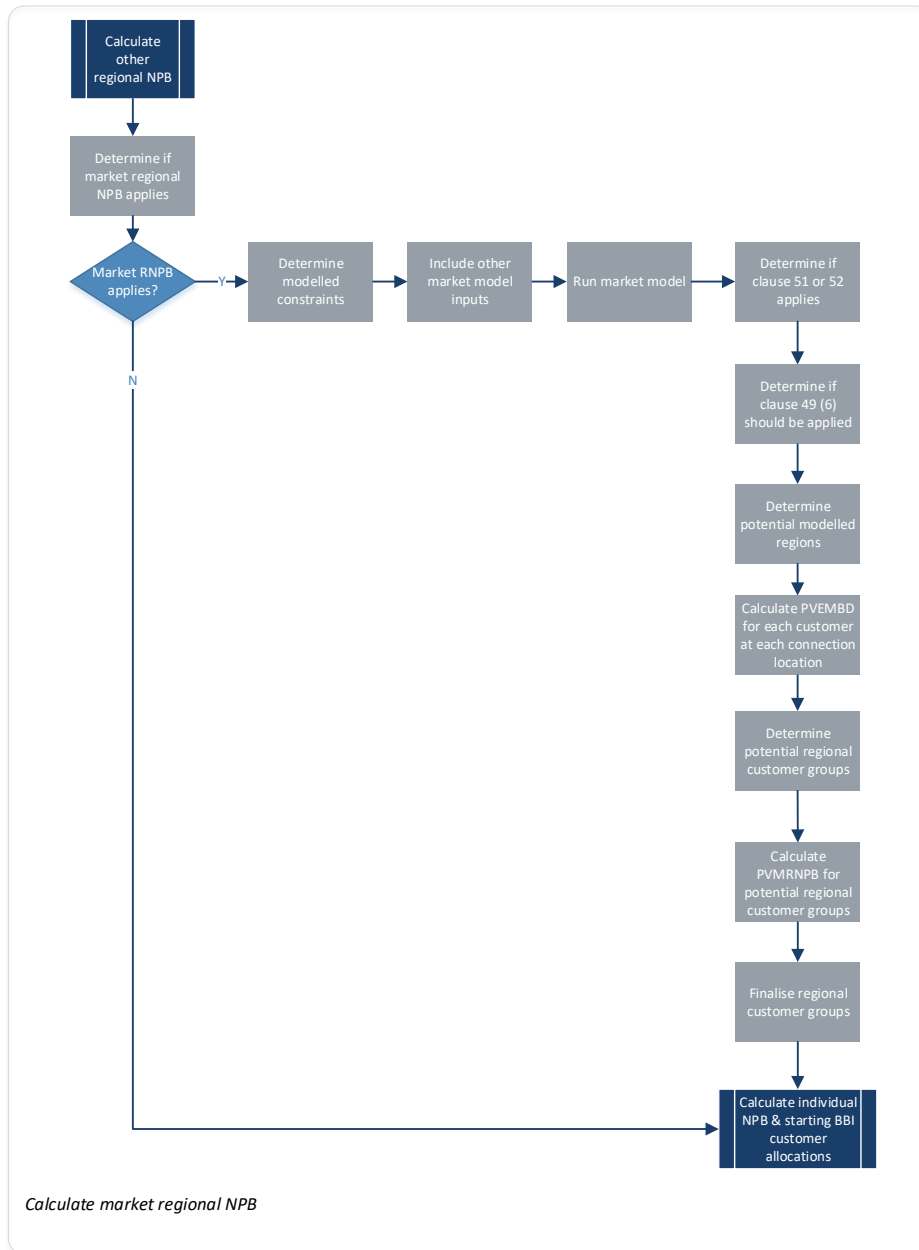 Calculate
other
regional NPB
Determine if
market regional
NPB applies
Market RNPB
applies?
Y
Determine
modelled
constraints
Include other
market model
inputs
Run market model
Determine if
clause 51 or 52
applies
N
Determine if
clause 49 (6)
should be applied
Determine
potential modelled
regions
Calculate PVEMBD
for each customer
at each connection
location
Determine
potential regional
customer groups
Calculate
PVMRNPB for
potential regional
customer groups
Finalise regional
customer groups
Calculate individual
NPB & starting BBI
customer
allocations
Calculate market regional NPB